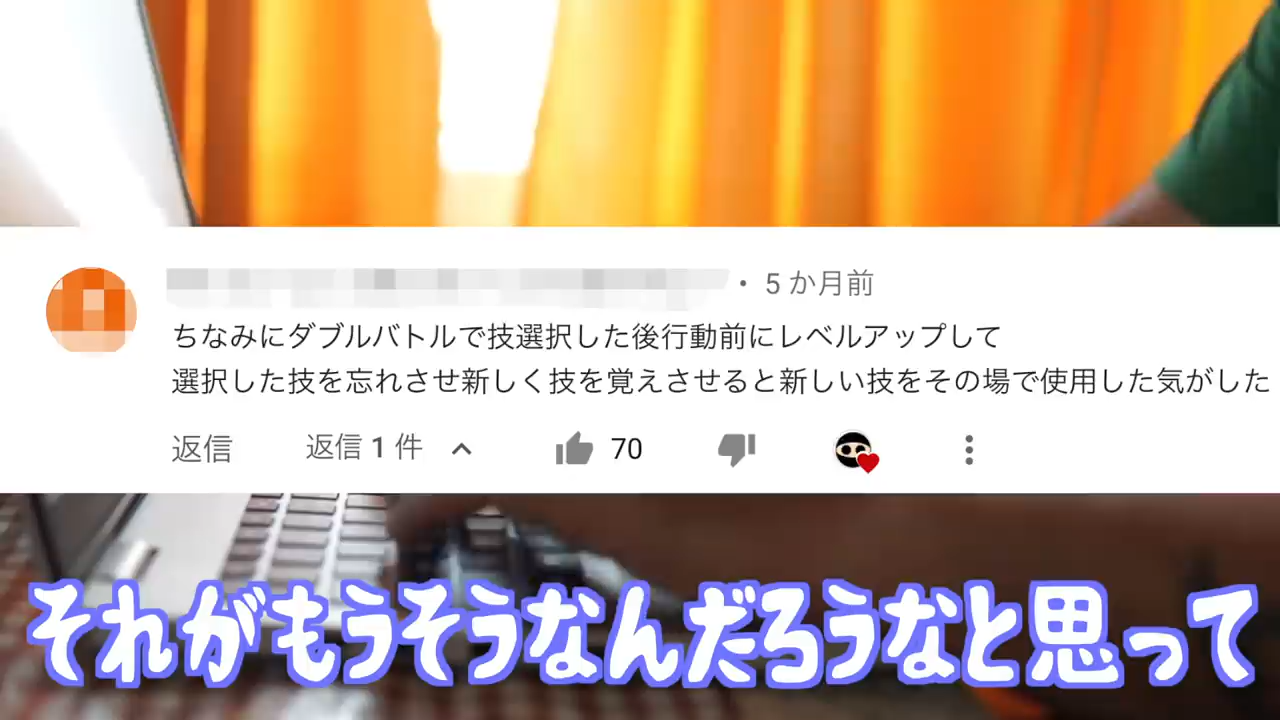 ・ 5 か月前
ちなみにダブルバトルで技選択した後行動前にレベルアップして
選択した技を忘れさせ新しく技を覚えさせると新しい技をその場で使用した気がした
返信 返信 1 件 70
それがもうそうなんだろうなと思って